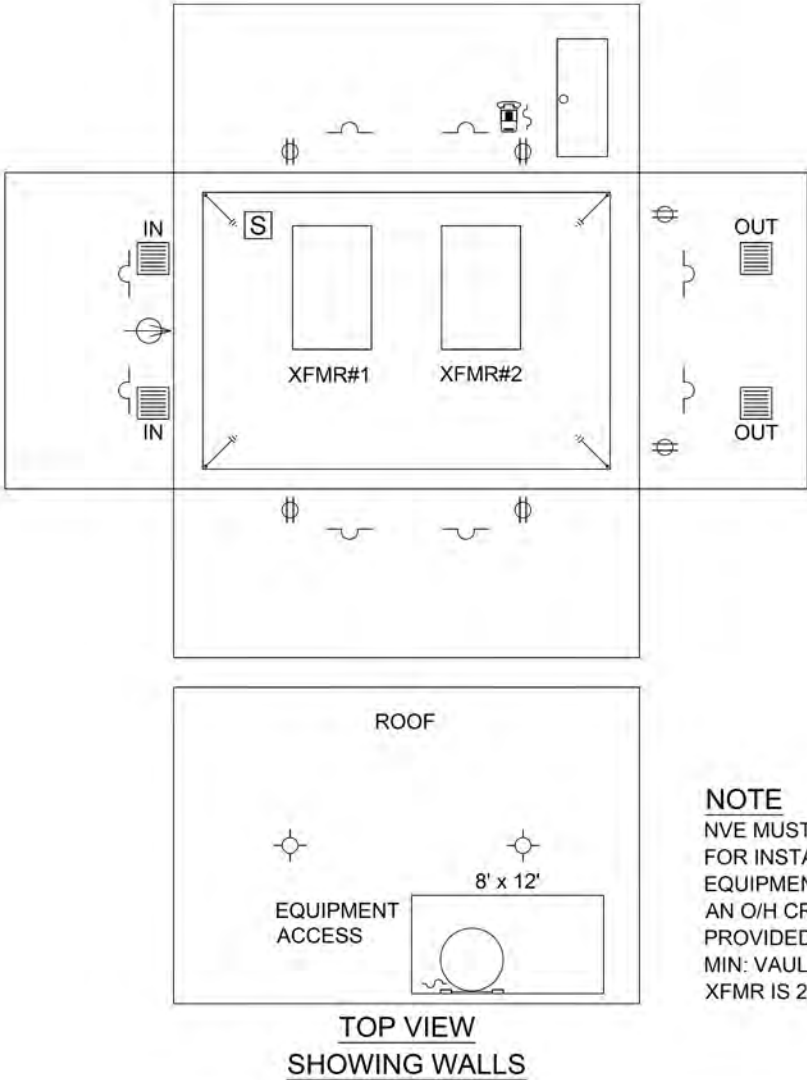 IN
S
OUT
XFMR#1
XFMR#2
IN
OUT
ROOF
8' x 12'
EQUIPMENT
ACCESS
NOTE
NVE MUST
FOR INSTA
EQUIPMEN
AN O/H CR
PROVIDED
MIN: VAUL
XFMR IS 2
TOP VIEW
SHOWING WALLS